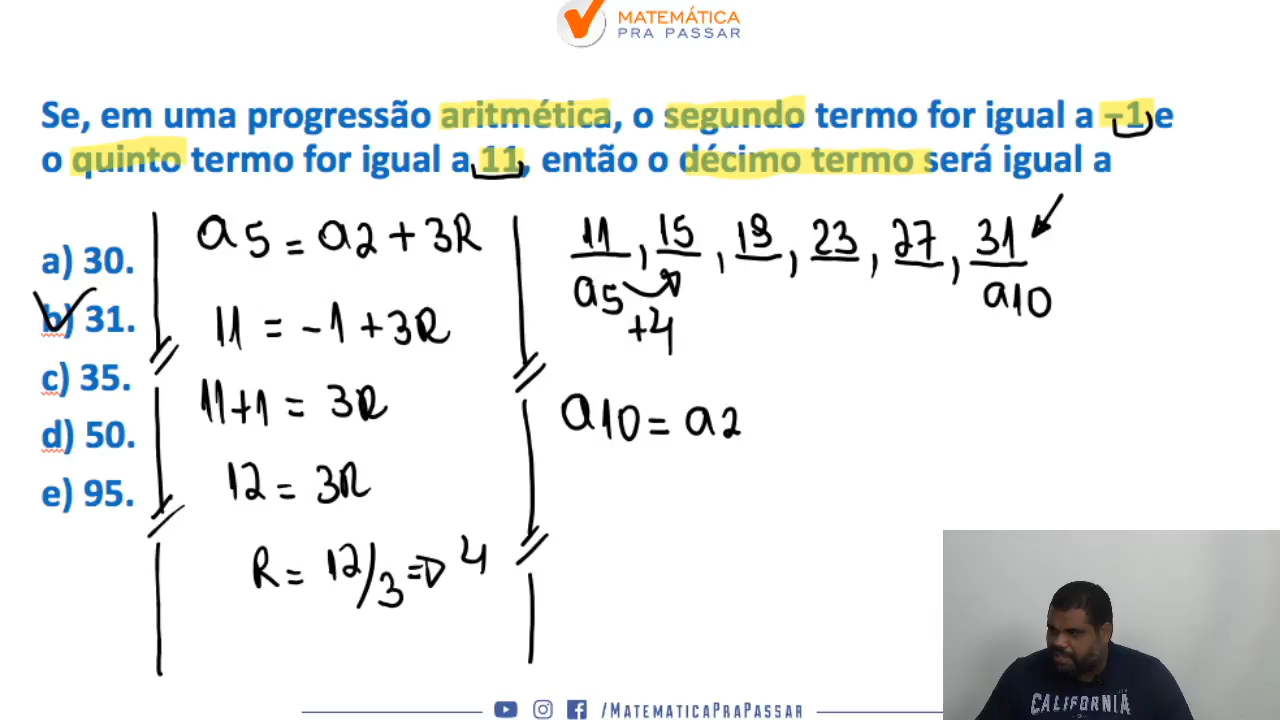 MATEMÁTICA
PRA PASSAR
Se, em uma progressão aritmética, o segundo termo for igual a -1 e
o quinto termo for igual a 11, então o décimo termo será igual a
a) 30.
b) 31.
c) 35.
d) 50.
e) 95.
a5 = a2 + 3R
11 = -1 + 3R
11+1 = 3R
12 = 3R
R = 12/3 => 4
11, 15, 19, 23, 27, 31
a5 a10
+4
a10 = a2
CALIFORNIA
/MATEMATICAPRAPASSAR